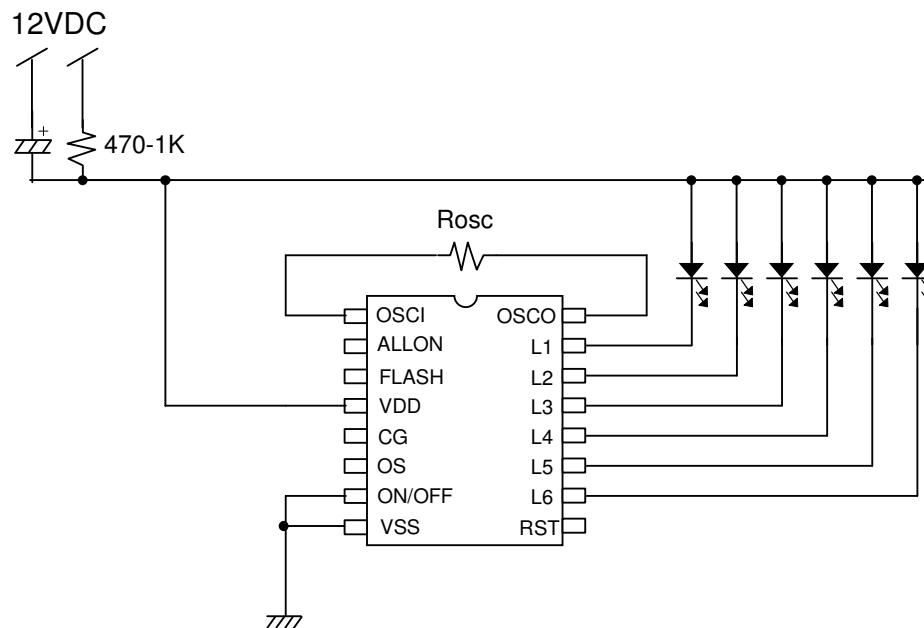 12VDC
+
470-1K
Rosc
OSCI
OSCO
ALLON
L1
FLASH
L2
VDD
L3
CG
L4
OS
L5
ON/OFF
L6
VSS
RST